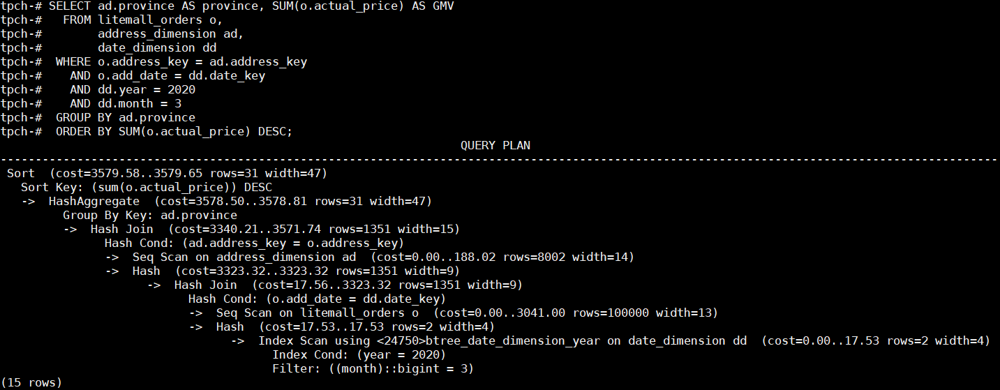 tpch-# SELECT ad.province AS province, SUM(o.actual_price) AS GMV
tpch-#   FROM litemall_orders o,
tpch-#        address_dimension ad,
tpch-#        date_dimension dd
tpch-#  WHERE o.address_key = ad.address_key
tpch-#    AND o.add_date = dd.date_key
tpch-#    AND dd.year = 2020
tpch-#    AND dd.month = 3
tpch-#  GROUP BY ad.province
tpch-#  ORDER BY SUM(o.actual_price) DESC;
QUERY PLAN
-----------------------------------------------------------------------------------------------------------------------------------------------
 Sort  (cost=3579.58..3579.65 rows=31 width=47)
   Sort Key: (sum(o.actual_price)) DESC
   ->  HashAggregate  (cost=3578.50..3578.81 rows=31 width=47)
         Group By Key: ad.province
         ->  Hash Join  (cost=3340.21..3571.74 rows=1351 width=15)
               Hash Cond: (ad.address_key = o.address_key)
               ->  Seq Scan on address_dimension ad  (cost=0.00..188.02 rows=8002 width=14)
               ->  Hash  (cost=3323.32..3323.32 rows=1351 width=9)
                     ->  Hash Join  (cost=17.56..3323.32 rows=1351 width=9)
                           Hash Cond: (o.add_date = dd.date_key)
                           ->  Seq Scan on litemall_orders o  (cost=0.00..3041.00 rows=100000 width=13)
                           ->  Hash  (cost=17.53..17.53 rows=2 width=4)
                                 ->  Index Scan using <24750>btree_date_dimension_year on date_dimension dd  (cost=0.00..17.53 rows=2 width=4)
                                       Index Cond: (year = 2020)
                                       Filter: ((month)::bigint = 3)
(15 rows)